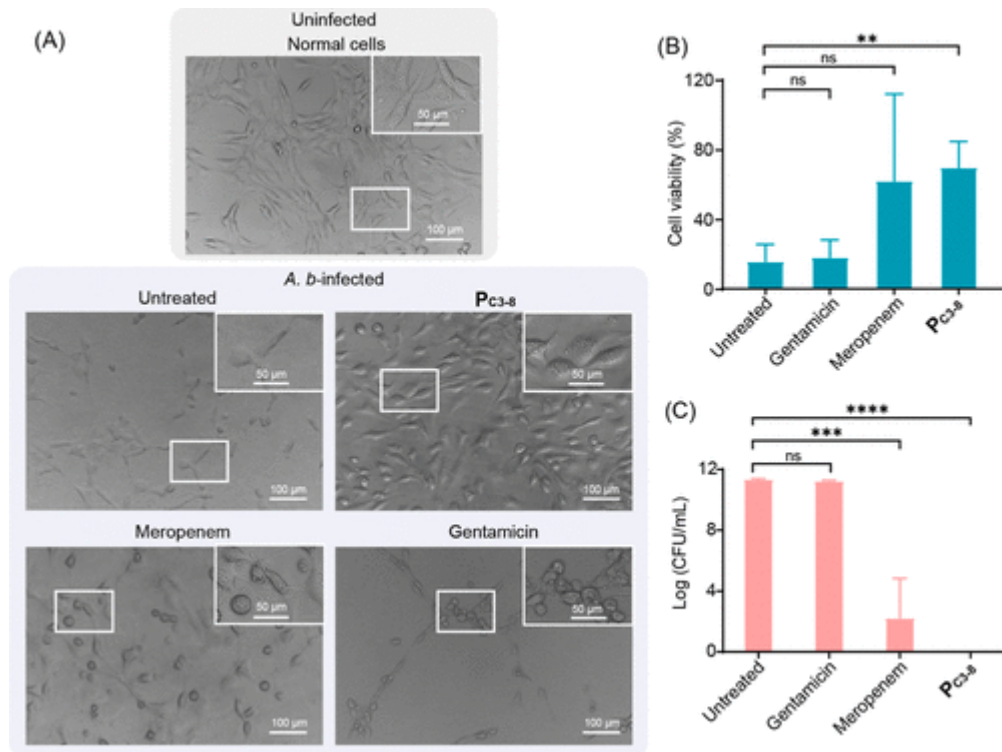 (A)
Uninfected
Normal cells
50 µm
100 µm
A. b-infected
Untreated
PC3-8
50 µm
50 µm
100 µm
100 µm
Meropenem
Gentamicin
50 µm
50 µm
100 µm
100 µm
(B)
**
ns
ns
120
80
40
0
Cell viability (%)
Untreated
Gentamicin
Meropenem
PC3-8
(C)
****
***
ns
12
8
4
0
Log (CFU/mL)
Untreated
Gentamicin
Meropenem
PC3-8